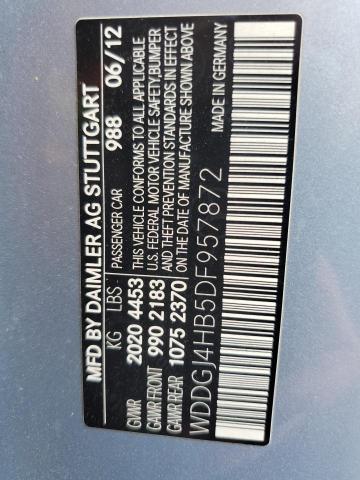 MFD BY DAIMLER AG STUTTGART
KG LBS PASSENGER CAR 988 06/12
GVWR 2020 4453 THIS VEHICLE CONFORMS TO ALL APPLICABLE
GAWR FRONT 990 2183 U.S. FEDERAL MOTOR VEHICLE SAFETY,BUMPER
AND THEFT PREVENTION STANDARDS IN EFFECT
GAWR REAR 1075 2370 ON THE DATE OF MANUFACTURE SHOWN ABOVE
WDDGJ4HB5DF957872 MADE IN GERMANY